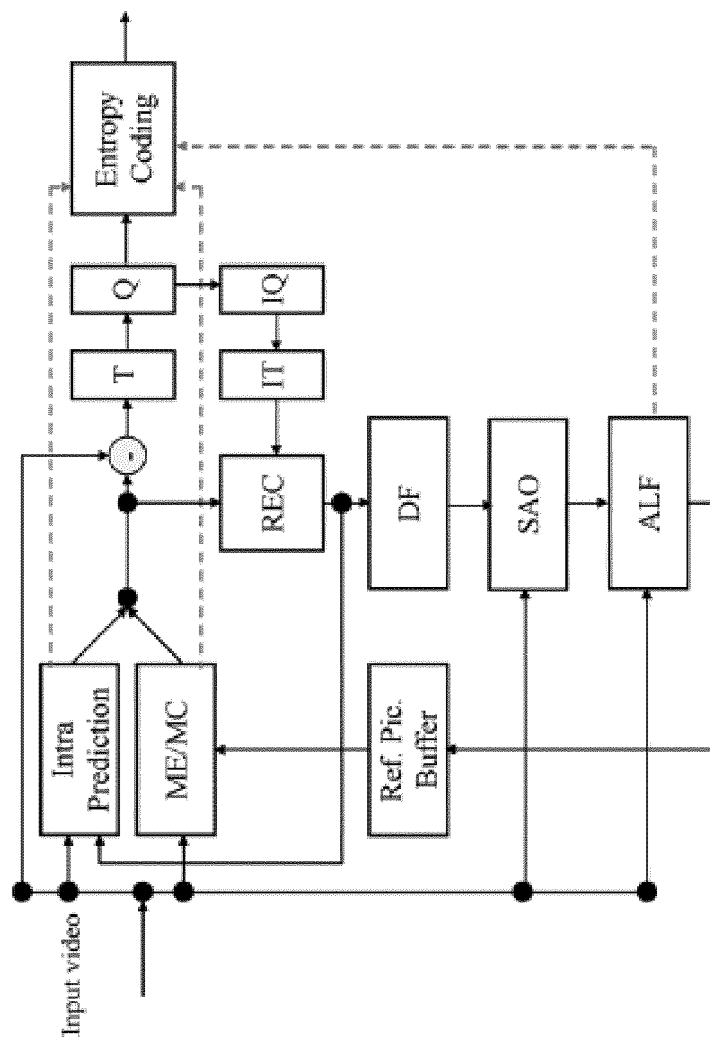 Input video
Intra
Prediction
ME/MC
Ref. Pic.
Buffer
-
T
Q
Entropy
Coding
REC
IT
IQ
DF
SAO
ALF